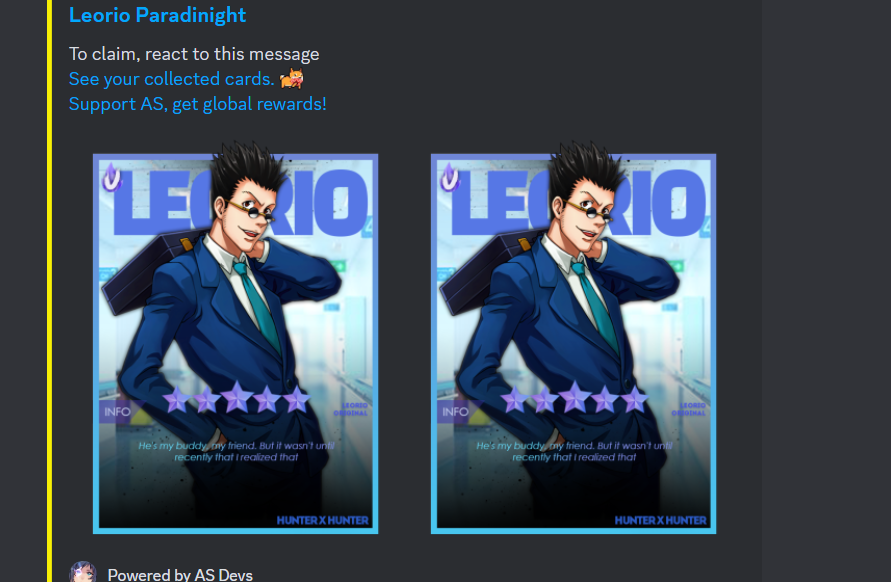 Leorio Paradinight
To claim, react to this message
See your collected cards.
Support AS, get global rewards!
LEORIO
INFO
LEORIO
ORIGINAL
He's my buddy, my friend. But it wasn't until
recently that I realized that
HUNTER X HUNTER
LEORIO
INFO
LEORIO
ORIGINAL
He's my buddy, my friend. But it wasn't until
recently that I realized that
HUNTER X HUNTER
Powered by AS Devs